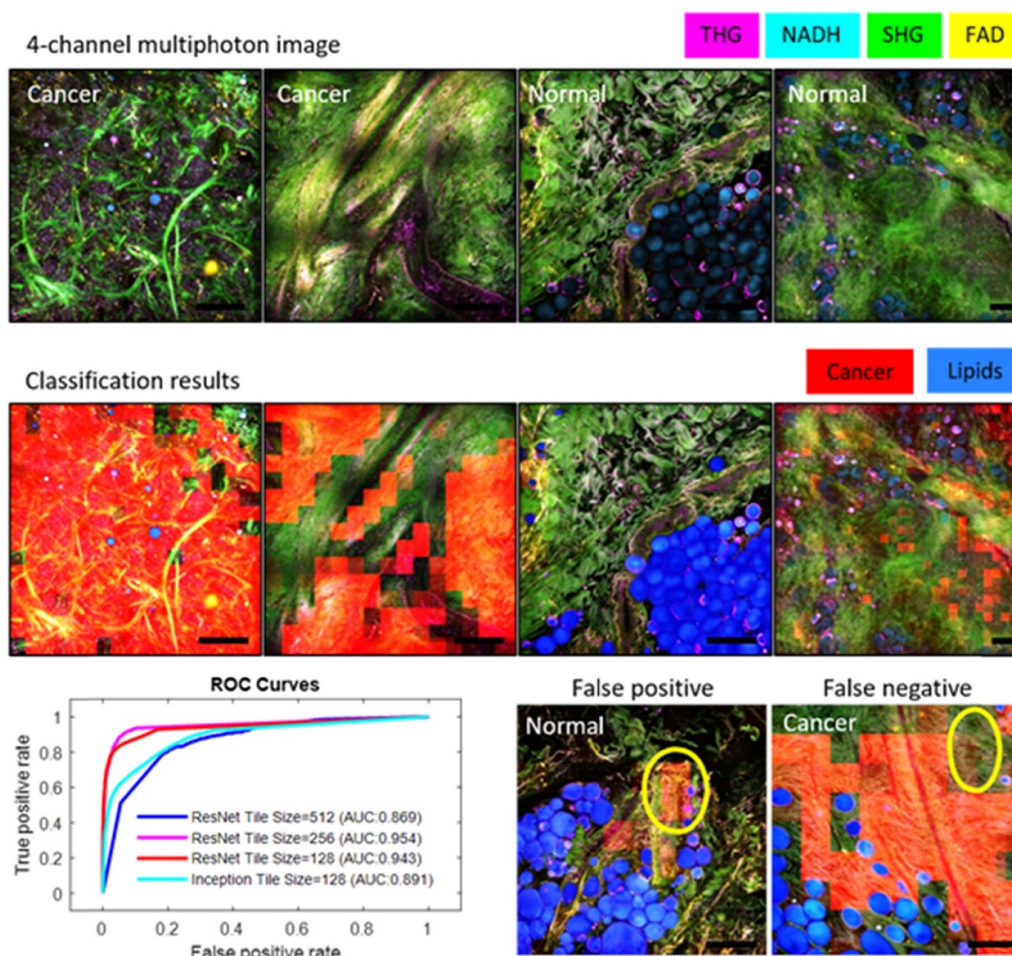 4-channel multiphoton image
THG NADH SHG FAD
Cancer Cancer Normal Normal
Classification results
Cancer Lipids
ROC Curves
True positive rate
1
0.8
0.6
0.4
0.2
0
ResNet Tile Size=512 (AUC:0.869)
ResNet Tile Size=256 (AUC:0.954)
ResNet Tile Size=128 (AUC:0.943)
Inception Tile Size=128 (AUC:0.891)
0 0.2 0.4 0.6 0.8 1
False positive rate
False positive False negative
Normal Cancer